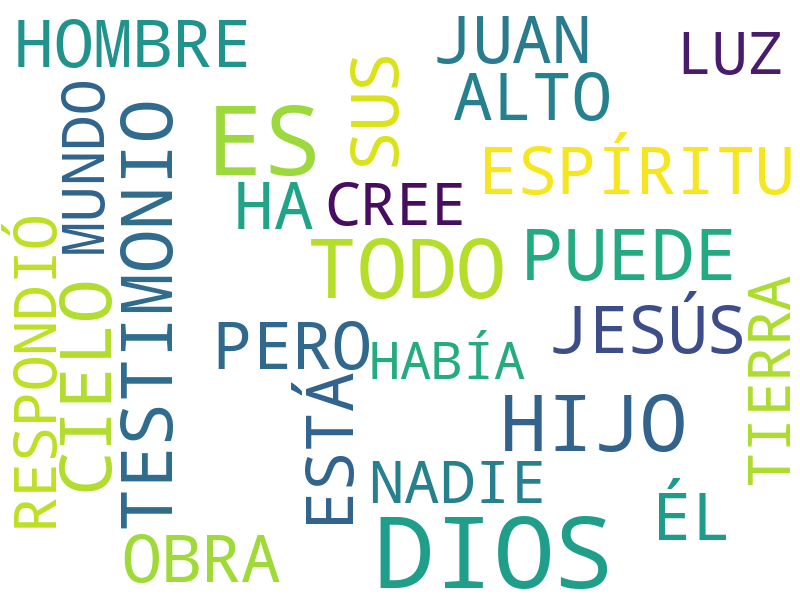 HOMBRE
JUAN
LUZ
ALTO
SUS
MUNDO
TESTIMONIO
ES
ESPÍRITU
HA
CREE
RESPONDIÓ
CIELO
TODO
PUEDE
TIERRA
PERO
HABÍA
JESÚS
ESTÁ
HIJO
NADIE
ÉL
OBRA
DIOS